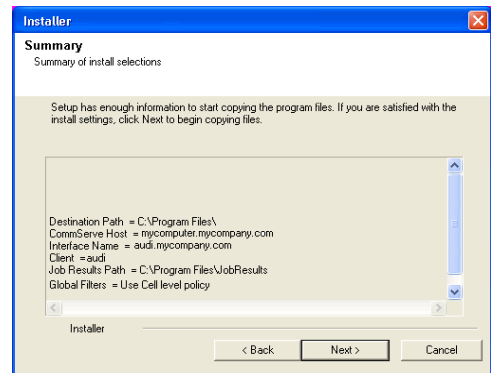 Installer
Summary
Summary of install selections
Setup has enough information to start copying the program files. If you are satisfied with the
install settings, click Next to begin copying files.
Destination Path = C:\Program Files\
CommServe Host = mycomputer.mycompany.com
Interface Name = audi.mycompany.com
Client =audi
Job Results Path = C:\Program Files\JobResults
Global Filters = Use Cell level policy
Installer
< Back Next > Cancel